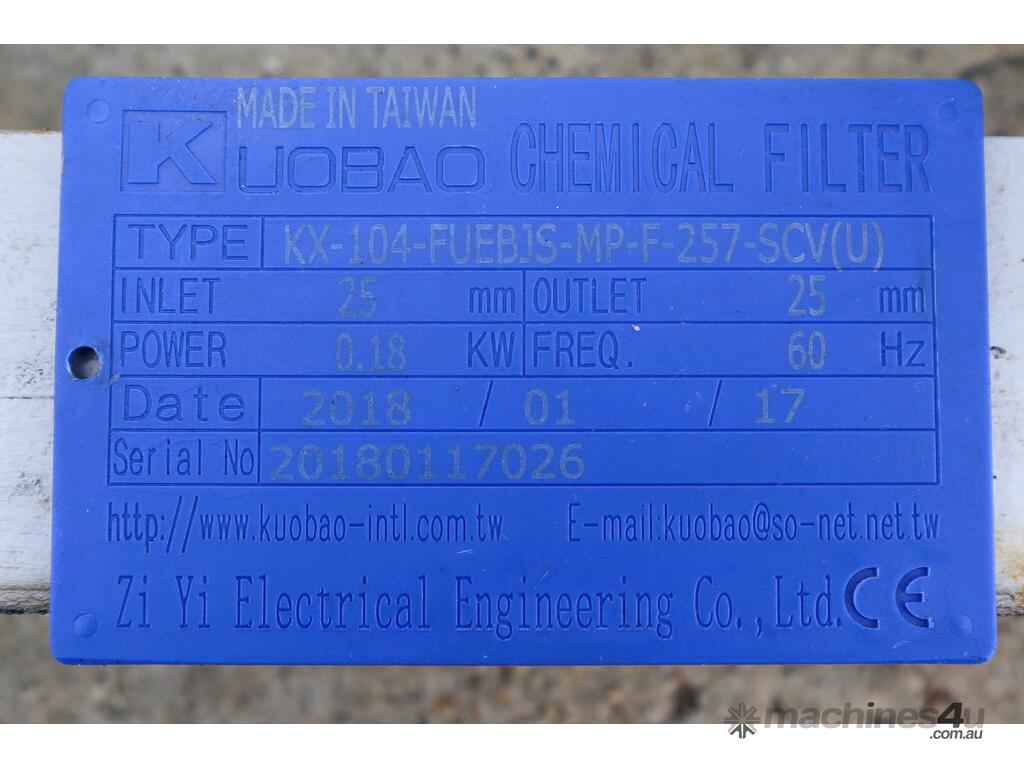 MADE IN TAIWAN
KUOBAO CHEMICAL FILTER
TYPE KX-104-FUEBJS-MP-F-257-SCV(U)
INLET 25 mm OUTLET 25 mm
POWER 0.18 KW FREQ. 60 Hz
Date 2018 / 01 / 17
Serial No 20180117026
http://www.kuobao-intl.com.tw E-mail:kuobao@so-net.net.tw
Zi Yi Electrical Engineering Co.,Ltd. CE
machines4u
.com.au